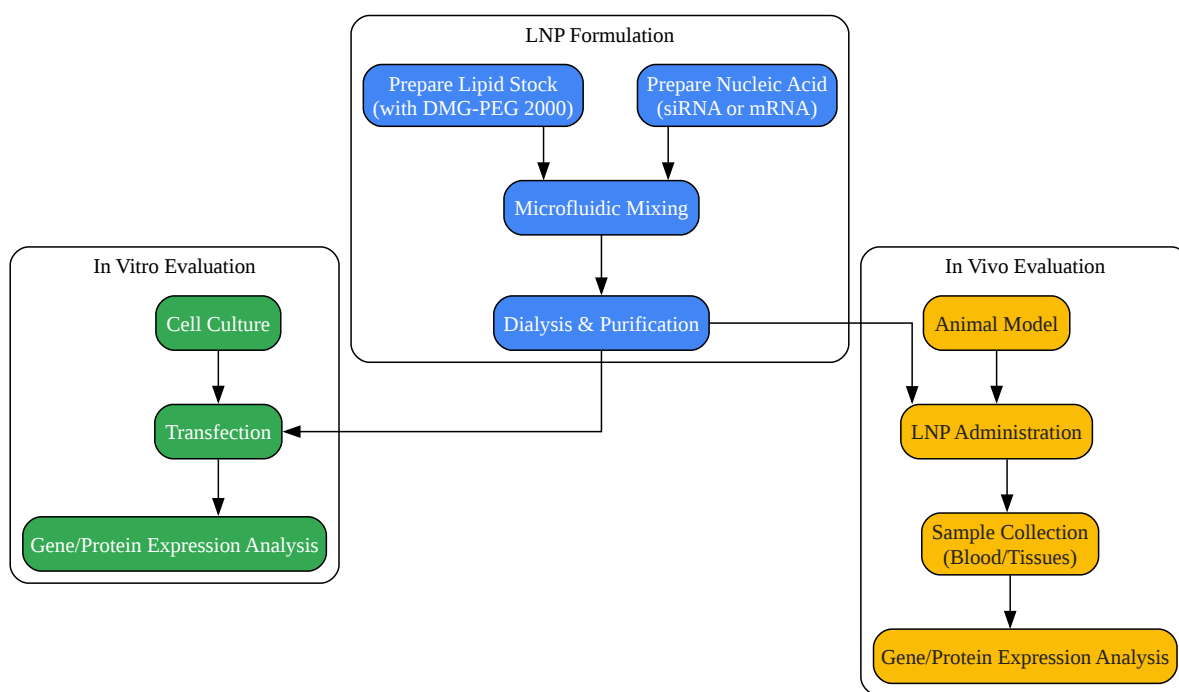 LNP Formulation
Prepare Lipid Stock
(with DMG-PEG 2000)
Prepare Nucleic Acid
(siRNA or mRNA)
Microfluidic Mixing
Dialysis & Purification
In Vitro Evaluation
Cell Culture
Transfection
Gene/Protein Expression Analysis
In Vivo Evaluation
Animal Model
LNP Administration
Sample Collection
(Blood/Tissues)
Gene/Protein Expression Analysis